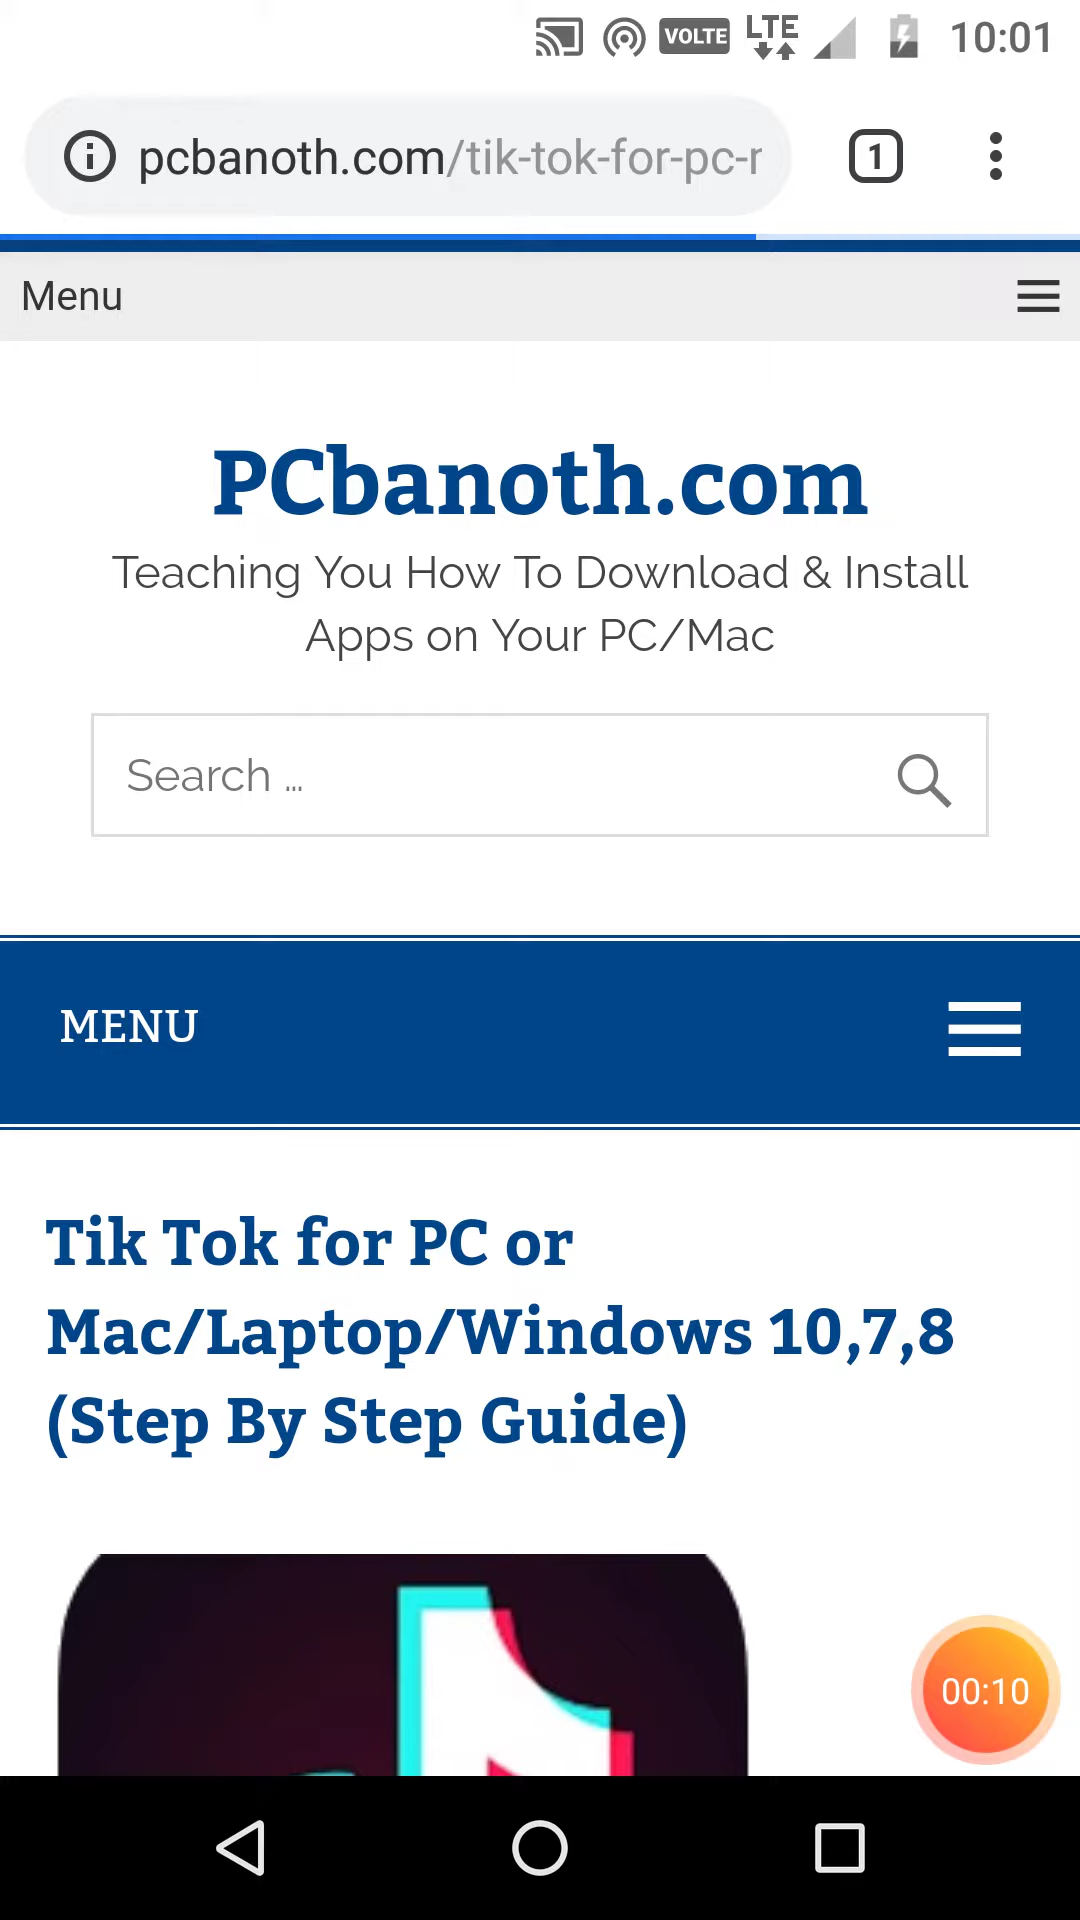 VOLTE LTE 10:01
pcbanoth.com/tik-tok-for-pc-r 1
Menu
PCbanoth.com
Teaching You How To Download & Install
Apps on Your PC/Mac
Search ...
MENU
Tik Tok for PC or
Mac/Laptop/Windows 10,7,8
(Step By Step Guide)
00:10